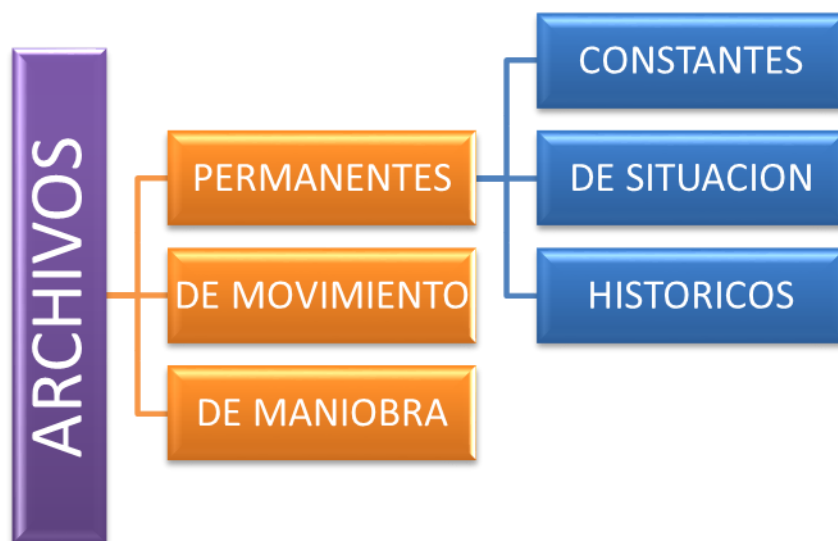 ARCHIVOS
PERMANENTES
DE MOVIMIENTO
DE MANIOBRA
CONSTANTES
DE SITUACION
HISTORICOS